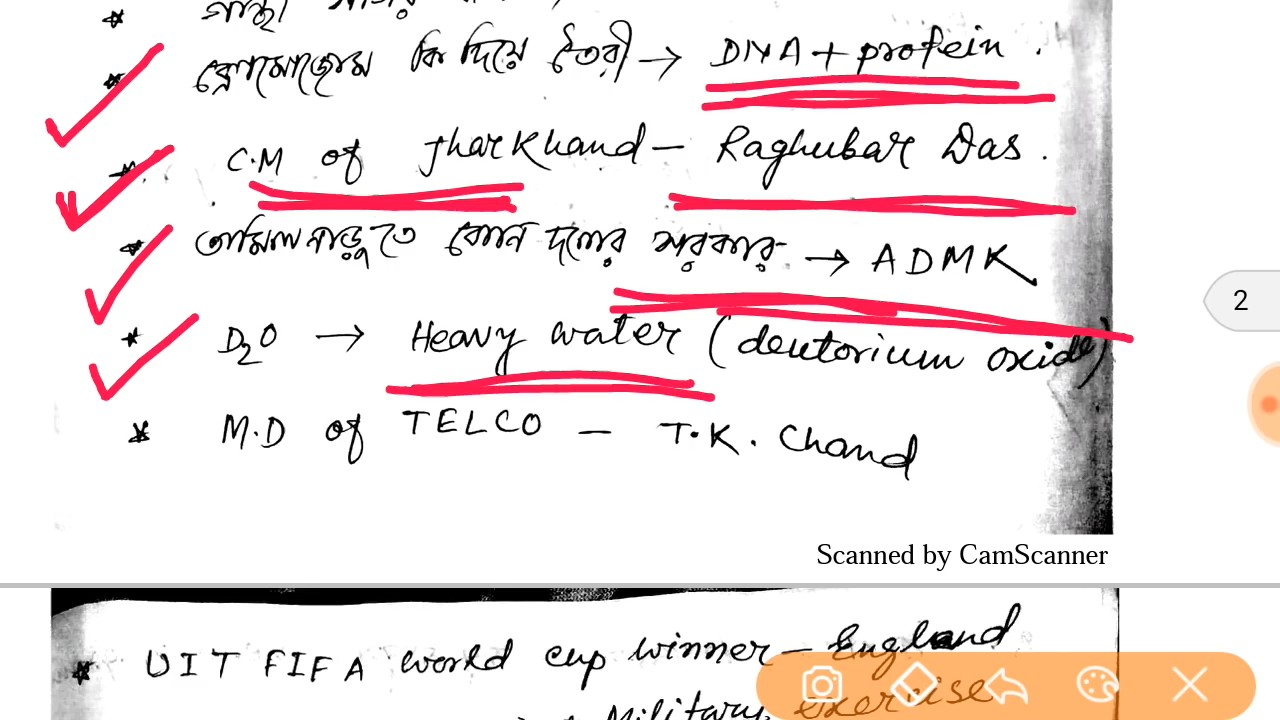 * 
* ক্রোমোজোম কি দিয়ে তৈরী → DNA + protein .
* C.M of Jharkhand - Raghubar Das .
* তামিলনাড়ুতে কোন দলের সরকার → ADMK
* D₂O → Heavy water (deutorium oxide)
* M.D of TELCO - T.K. Chand
Scanned by CamScanner
2
* U17 FIFA world cup winner - England
Military exercise